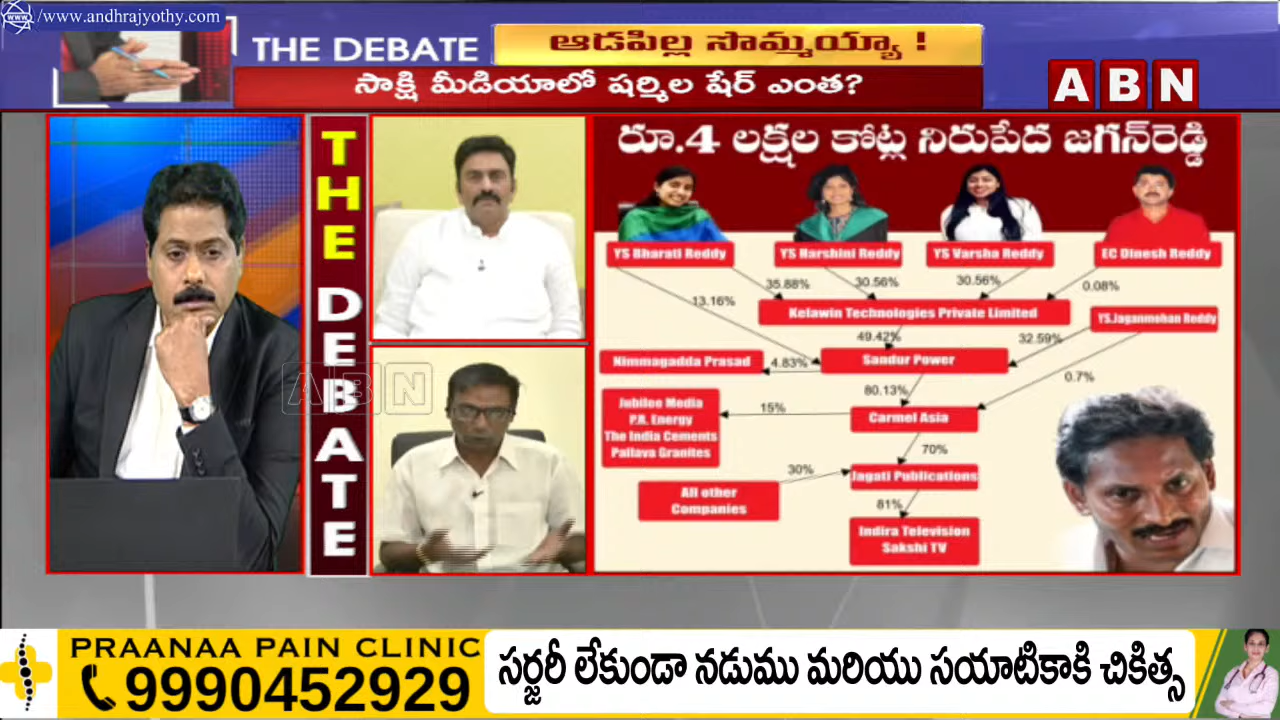 www./www.andhrajyothy.com
THE DEBATE
ఆడపిల్ల సొమ్మయ్యా !
సాక్షి మీడియాలో షర్మిల షేర్ ఎంత?
ABN
THE DEBATE
రూ.4 లక్షల కోట్ల నిరుపేద జగన్‌రెడ్డి
YS Bharati Reddy
YS Harshini Reddy
YS Varsha Reddy
EC Dinesh Reddy
35.88%
30.56%
30.56%
0.08%
13.16%
Kelawin Technologies Private Limited
YS.Jaganmohan Reddy
49.42%
32.59%
Nimmagadda Prasad
4.83%
Sandur Power
80.13%
0.7%
Jubilee Media
P.R. Energy
The India Cements
Pallava Granites
15%
Carmel Asia
70%
30%
Jagati Publications
All other
Companies
81%
Indira Television
Sakshi TV
ABN
PRAANAA PAIN CLINIC
9990452929
సర్జరీ లేకుండా నడుము మరియు సయాటికాకి చికిత్స